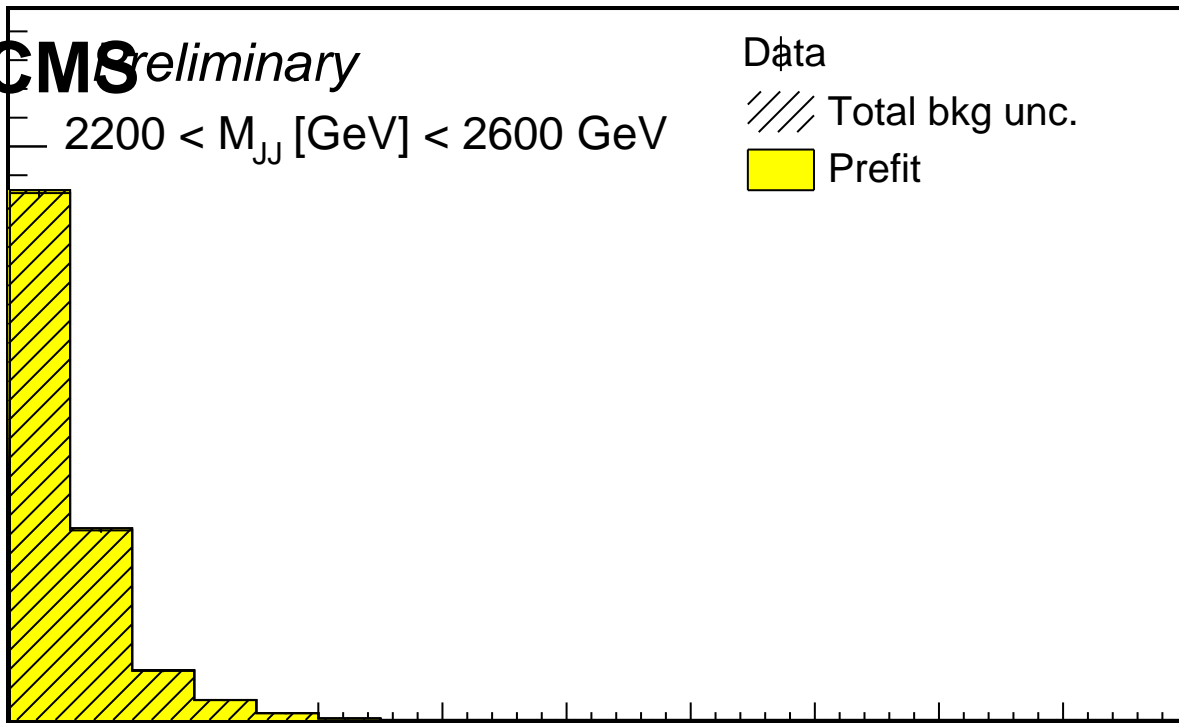 CMS Preliminary
2200 < M_JJ [GeV] < 2600 GeV
Data
Total bkg unc.
Prefit